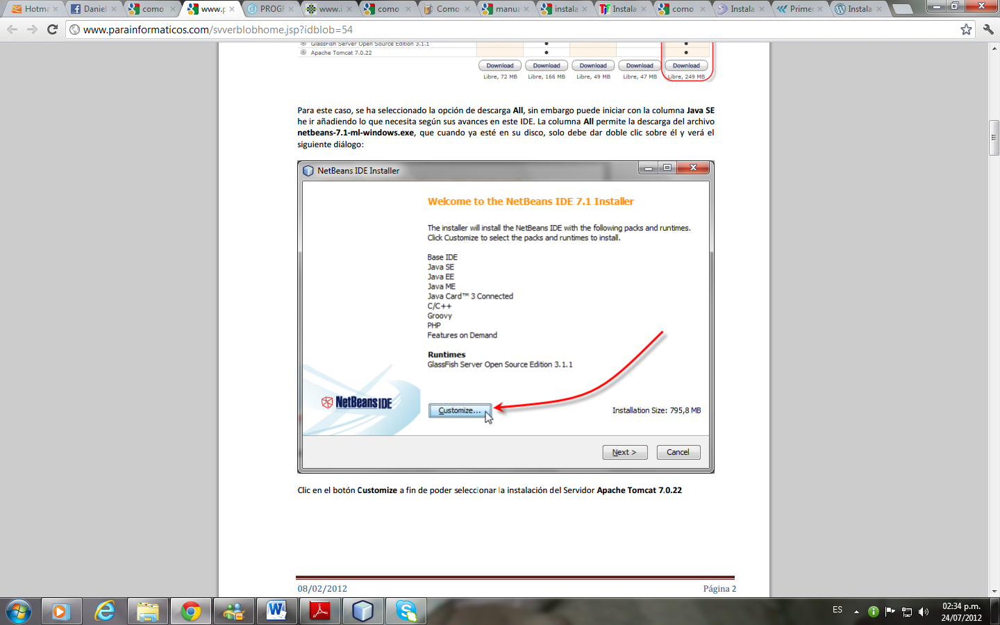 Hotma
Daniel
como
www.p
PROGF
www.i
como
Como
manua
instala
Instala
como
Instala
Primer
Instala
www.parainformaticos.com/svverblobhome.jsp?idblob=54
GlassFish Server Open Source Edition 3.1.1
Apache Tomcat 7.0.22
Download Download Download Download Download
Libre, 72 MB Libre, 166 MB Libre, 49 MB Libre, 47 MB Libre, 249 MB
Para este caso, se ha seleccionado la opción de descarga All, sin embargo puede iniciar con la columna Java SE
he ir añadiendo lo que necesita según sus avances en este IDE. La columna All permite la descarga del archivo
netbeans-7.1-ml-windows.exe, que cuando ya esté en su disco, solo debe dar doble clic sobre él y verá el
siguiente diálogo:
NetBeans IDE Installer
Welcome to the NetBeans IDE 7.1 Installer
The installer will install the NetBeans IDE with the following packs and runtimes.
Click Customize to select the packs and runtimes to install.
Base IDE
Java SE
Java EE
Java ME
Java Card™ 3 Connected
C/C++
Groovy
PHP
Features on Demand
Runtimes
GlassFish Server Open Source Edition 3.1.1
NetBeans IDE
Customize...
Installation Size: 795,8 MB
Next >
Cancel
Clic en el botón Customize a fin de poder seleccionar la instalación del Servidor Apache Tomcat 7.0.22
08/02/2012
Página 2
ES
02:34 p.m.
24/07/2012